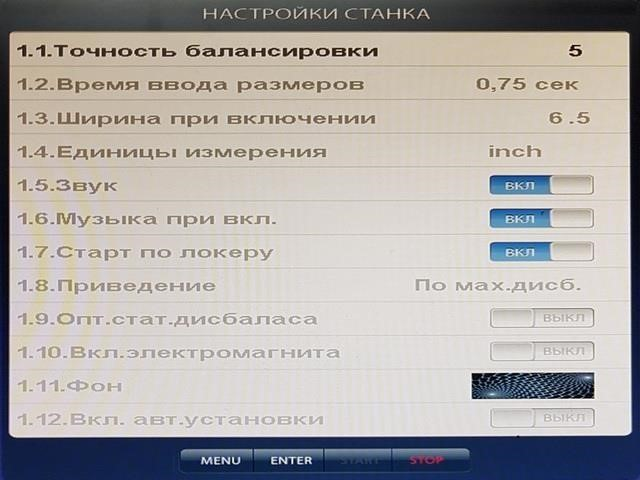 НАСТРОЙКИ СТАНКА
1.1.Точность балансировки 5
1.2.Время ввода размеров 0,75 сек
1.3.Ширина при включении 6.5
1.4.Единицы измерения inch
1.5.Звук ВКЛ
1.6.Музыка при вкл. ВКЛ
1.7.Старт по локеру ВКЛ
1.8.Приведение По мах.дисб.
1.9.Опт.стат.дисбаласа ВЫКЛ
1.10.Вкл.электромагнита ВЫКЛ
1.11.Фон
1.12.Вкл. авт.установки ВЫКЛ
MENU ENTER START STOP